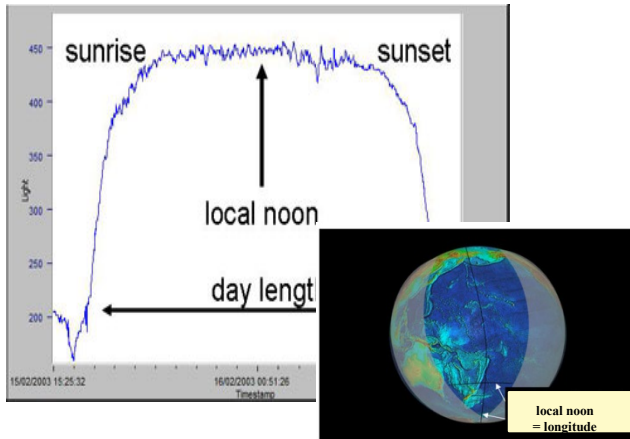 sunrise
sunset
450
400
350
300
250
200
Light
local noon
day length
15/02/2003 15:25:32
16/02/2003 00:51:26
Timestamp
local noon
= longitude